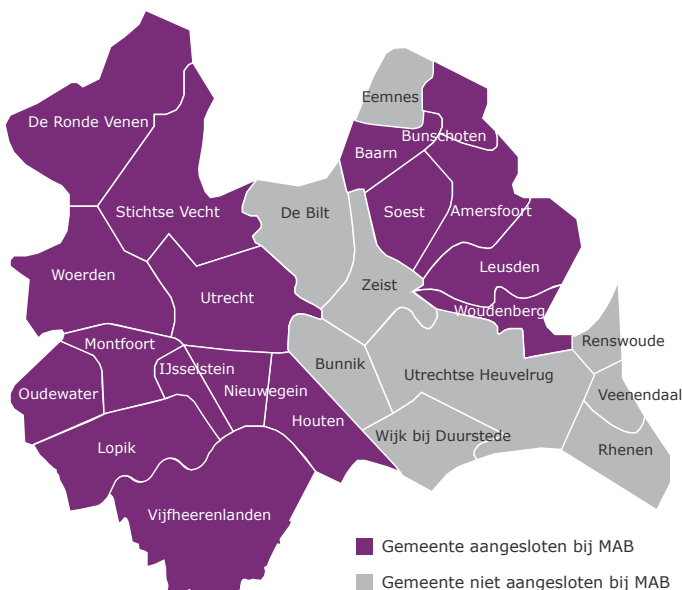 Eemnes
De Ronde Venen
Bunschoten
Baarn
Stichtse Vecht
De Bilt
Soest
Amersfoort
Leusden
Woerden
Zeist
Utrecht
Woudenberg
Montfoort
Renswoude
IJsselstein
Bunnik
Utrechtse Heuvelrug
Oudewater
Nieuwegein
Veenendaal
Houten
Wijk bij Duurstede
Lopik
Rhenen
Vijfheerenlanden
Gemeente aangesloten bij MAB
Gemeente niet aangesloten bij MAB